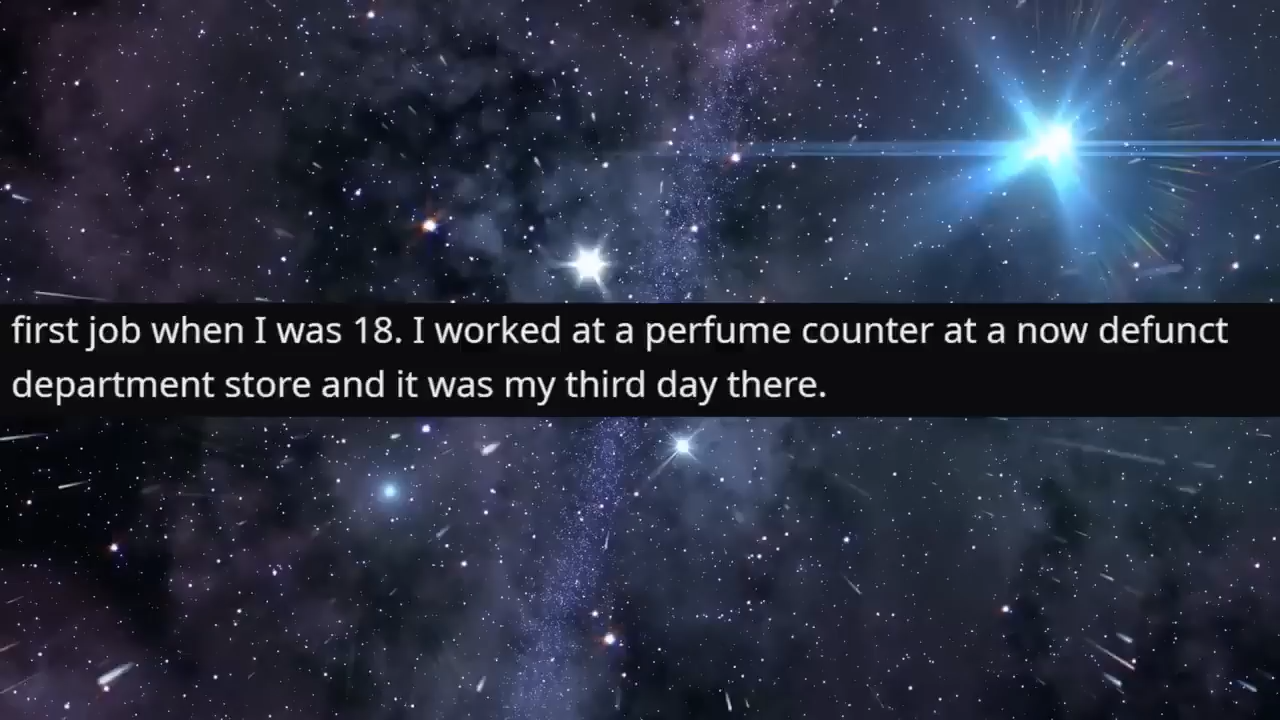 first job when I was 18. I worked at a perfume counter at a now defunct
department store and it was my third day there.